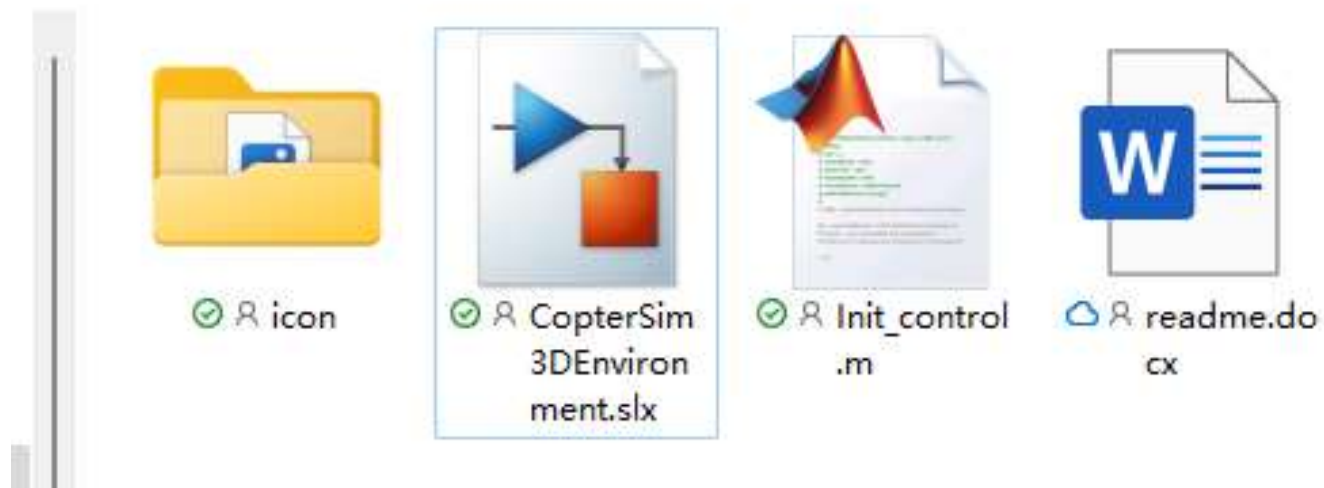 W
icon
CopterSim
3DEnviron
ment.slx
Init_control
.m
readme.do
cx